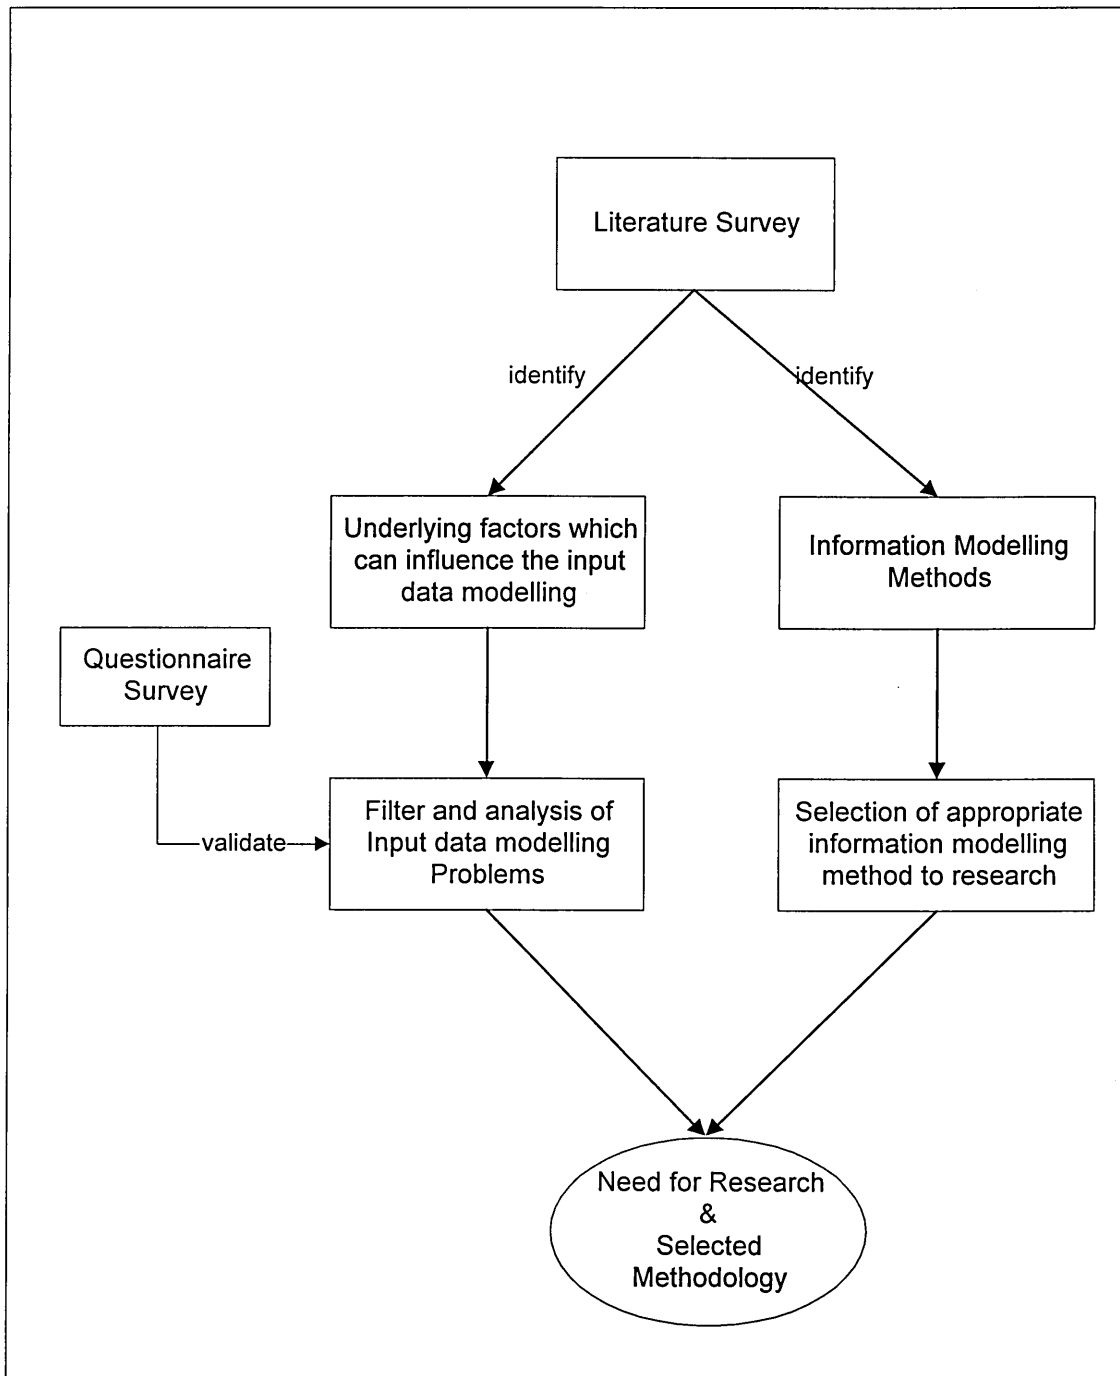 Literature Survey
identify
identify
Underlying factors which
can influence the input
data modelling
Information Modelling
Methods
Questionnaire
Survey
Filter and analysis of
Input data modelling
Problems
validate
Selection of appropriate
information modelling
method to research
Need for Research
&
Selected
Methodology